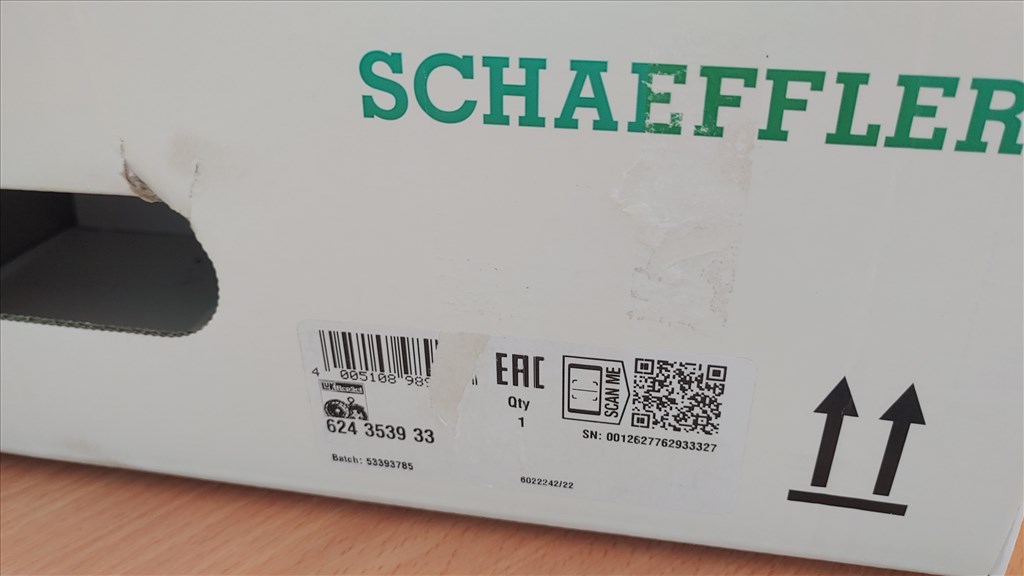 SCHAEFFLER
4 005108 989
LuK RepSet
EAC
SCAN ME
Qty
1
624 3539 33
SN: 0012627762933327
Batch: 53393785
6022242/22